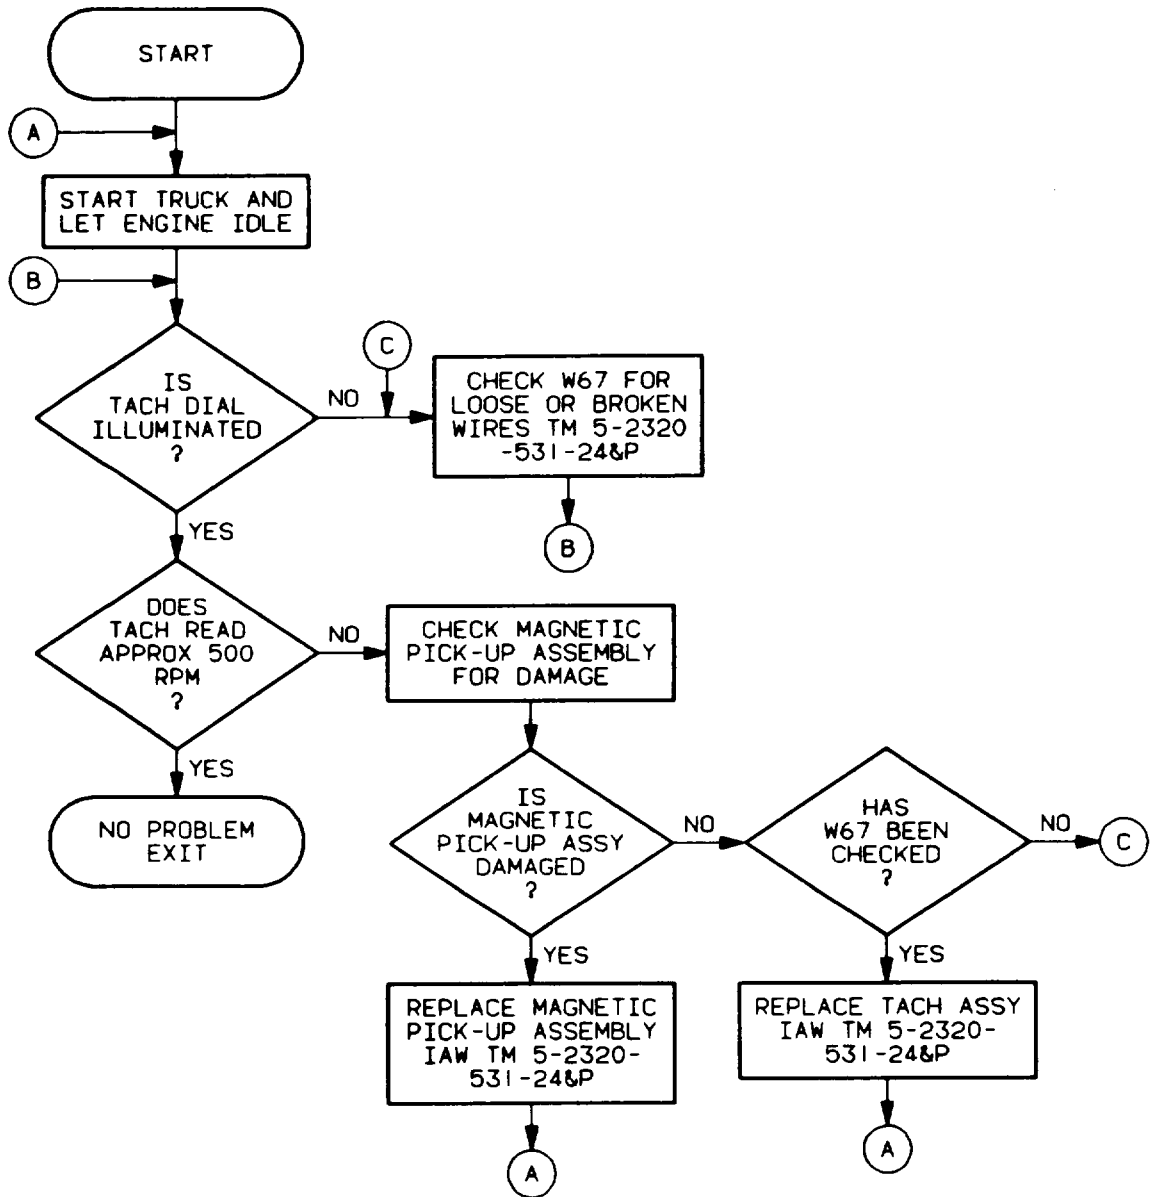 START
A
START TRUCK AND
LET ENGINE IDLE
B
IS
TACH DIAL
ILLUMINATED
?
NO
C
CHECK W67 FOR
LOOSE OR BROKEN
WIRES TM 5-2320
-531-24&P
B
YES
DOES
TACH READ
APPROX 500
RPM
?
NO
CHECK MAGNETIC
PICK-UP ASSEMBLY
FOR DAMAGE
YES
NO PROBLEM
EXIT
IS
MAGNETIC
PICK-UP ASSY
DAMAGED
?
NO
HAS
W67 BEEN
CHECKED
?
NO
C
YES
REPLACE MAGNETIC
PICK-UP ASSEMBLY
IAW TM 5-2320-
531-24&P
A
YES
REPLACE TACH ASSY
IAW TM 5-2320-
531-24&P
A